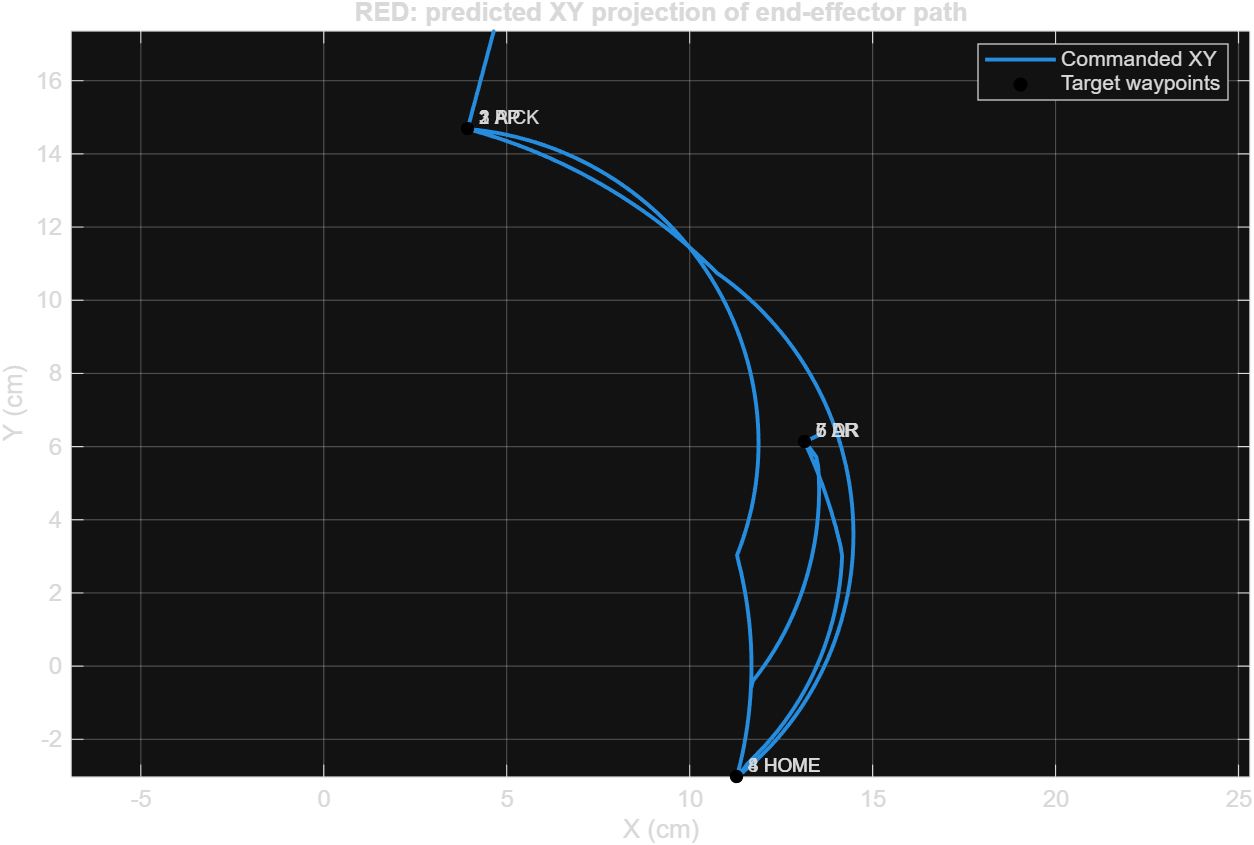 RED: predicted XY projection of end-effector path
Commanded XY
Target waypoints
16
14
12
10
8
6
4
2
0
-2
Y (cm)
HOME
-5
0
5
10
15
20
25
X (cm)